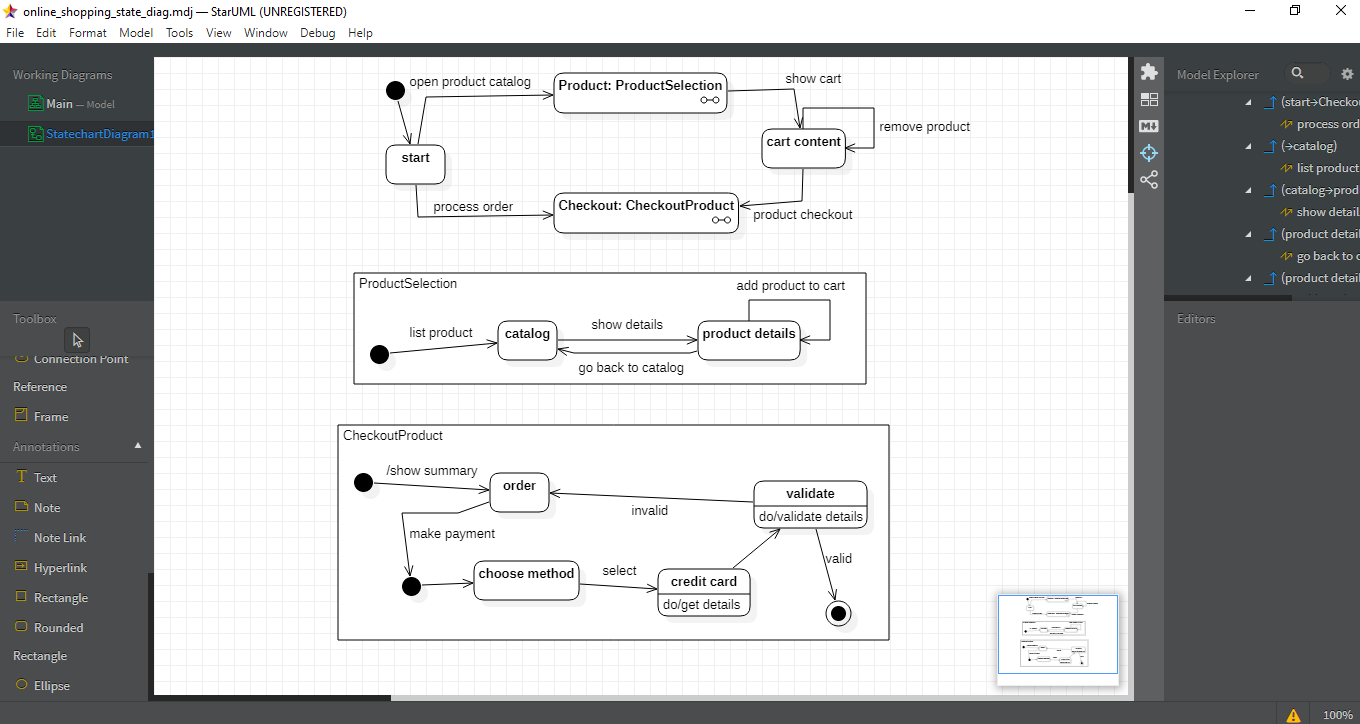 online_shopping_state_diag.mdj — StarUML (UNREGISTERED)
File Edit Format Model Tools View Window Debug Help
Working Diagrams
Main — Model
StatechartDiagram1
Toolbox
Connection Point
Reference
Frame
Annotations
Text
Note
Note Link
Hyperlink
Rectangle
Rounded
Rectangle
Ellipse
open product catalog
Product: ProductSelection
show cart
start
cart content
remove product
process order
Checkout: CheckoutProduct
product checkout
ProductSelection
add product to cart
list product
catalog
show details
product details
go back to catalog
CheckoutProduct
/show summary
order
validate
do/validate details
invalid
make payment
valid
choose method
select
credit card
do/get details
Model Explorer
(start→Checko
process ord
(→catalog)
list product
(catalog→prod
show detail
(product detail
go back to c
(product detail
Editors
100%